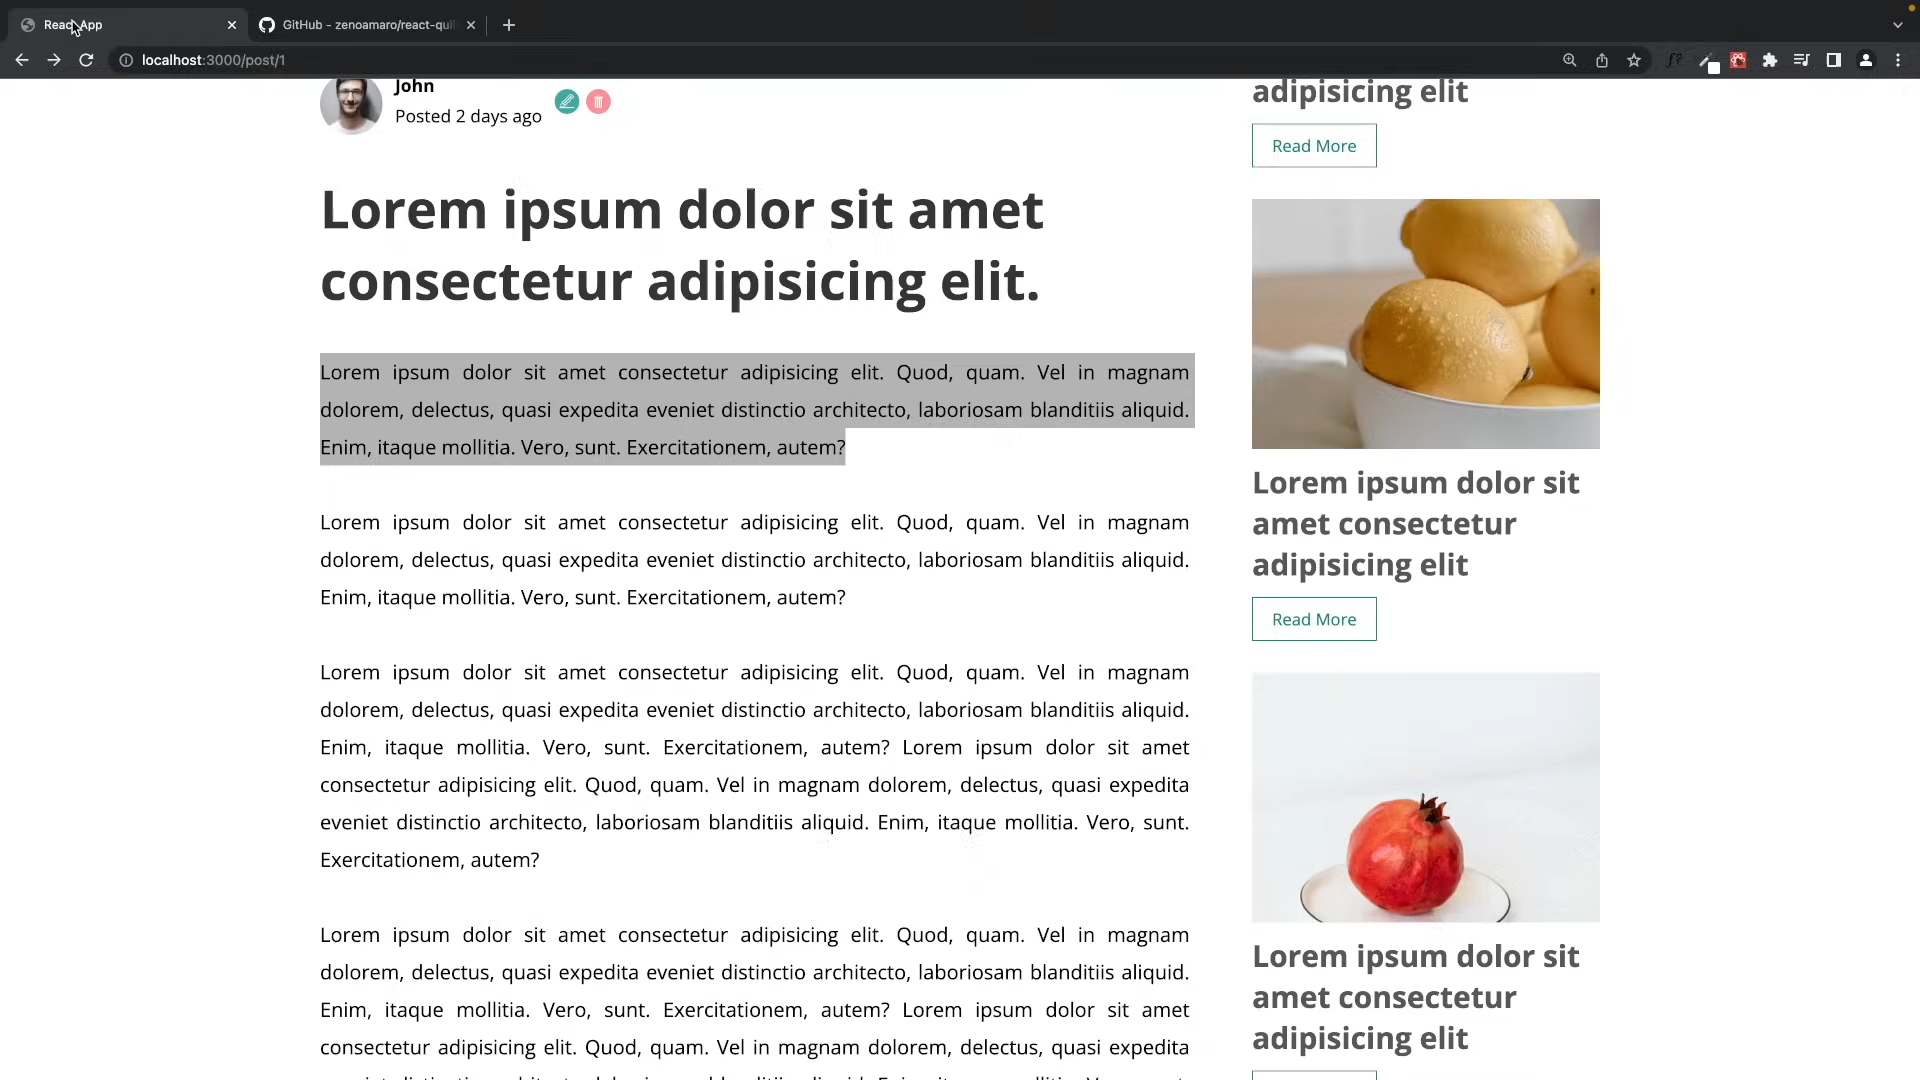 React App
GitHub - zenoamaro/react-quil
localhost:3000/post/1
John
Posted 2 days ago
Lorem ipsum dolor sit amet
consectetur adipisicing elit.
Lorem ipsum dolor sit amet consectetur adipisicing elit. Quod, quam. Vel in magnam
dolorem, delectus, quasi expedita eveniet distinctio architecto, laboriosam blanditiis aliquid.
Enim, itaque mollitia. Vero, sunt. Exercitationem, autem?
Lorem ipsum dolor sit amet consectetur adipisicing elit. Quod, quam. Vel in magnam
dolorem, delectus, quasi expedita eveniet distinctio architecto, laboriosam blanditiis aliquid.
Enim, itaque mollitia. Vero, sunt. Exercitationem, autem?
Lorem ipsum dolor sit amet consectetur adipisicing elit. Quod, quam. Vel in magnam
dolorem, delectus, quasi expedita eveniet distinctio architecto, laboriosam blanditiis aliquid.
Enim, itaque mollitia. Vero, sunt. Exercitationem, autem? Lorem ipsum dolor sit amet
consectetur adipisicing elit. Quod, quam. Vel in magnam dolorem, delectus, quasi expedita
eveniet distinctio architecto, laboriosam blanditiis aliquid. Enim, itaque mollitia. Vero, sunt.
Exercitationem, autem?
Lorem ipsum dolor sit amet consectetur adipisicing elit. Quod, quam. Vel in magnam
dolorem, delectus, quasi expedita eveniet distinctio architecto, laboriosam blanditiis aliquid.
Enim, itaque mollitia. Vero, sunt. Exercitationem, autem? Lorem ipsum dolor sit amet
consectetur adipisicing elit. Quod, quam. Vel in magnam dolorem, delectus, quasi expedita
adipisicing elit
Read More
Lorem ipsum dolor sit
amet consectetur
adipisicing elit
Read More
Lorem ipsum dolor sit
amet consectetur
adipisicing elit